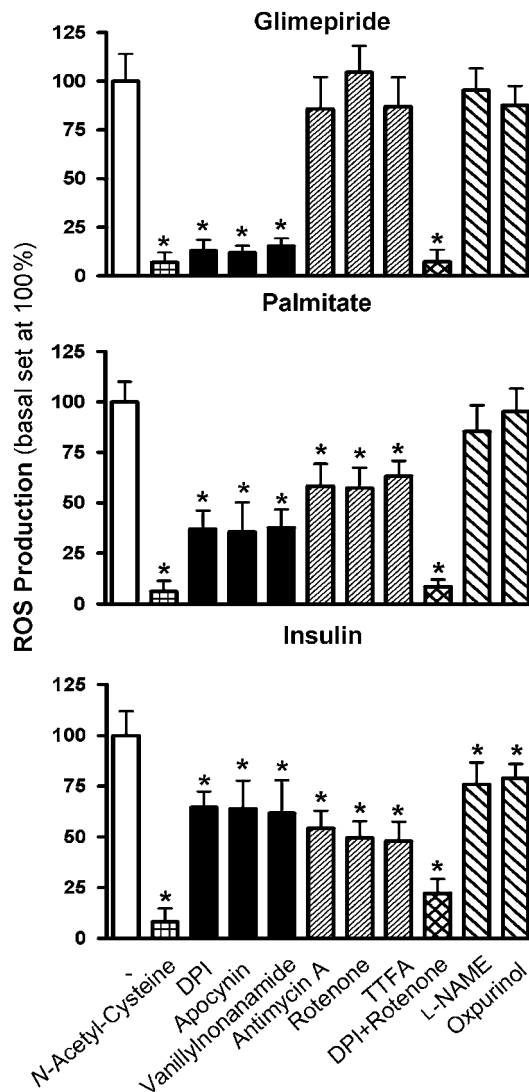 Glimepiride
125
100
75
50
25
0
* * * * *
Palmitate
125
100
75
50
25
0
* * * * * * * *
Insulin
125
100
75
50
25
0
* * * * * * * * * *
ROS Production (basal set at 100%)
-
N-Acetyl-Cysteine
DPI
Apocynin
Vanillylnonanamide
Antimycin A
Rotenone
TTFA
DPI+Rotenone
L-NAME
Oxpurinol